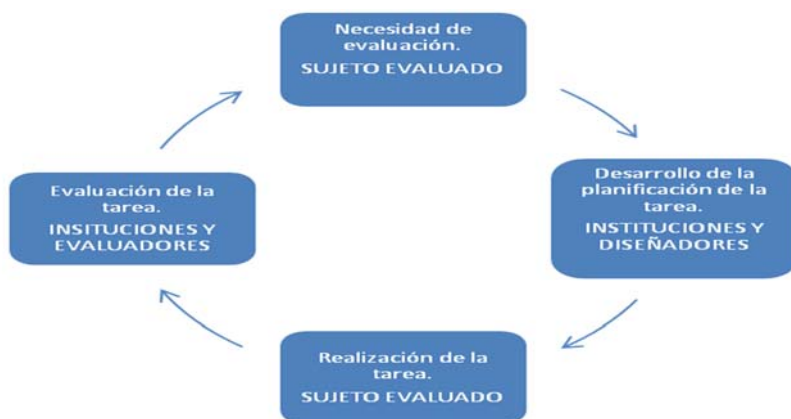 Necesidad de
evaluación.
SUJETO EVALUADO
Desarrollo de la
planificación de la
tarea.
INSTITUCIONES Y
DISEÑADORES
Realización de la
tarea.
SUJETO EVALUADO
Evaluación de la
tarea.
INSITUCIONES Y
EVALUADORES